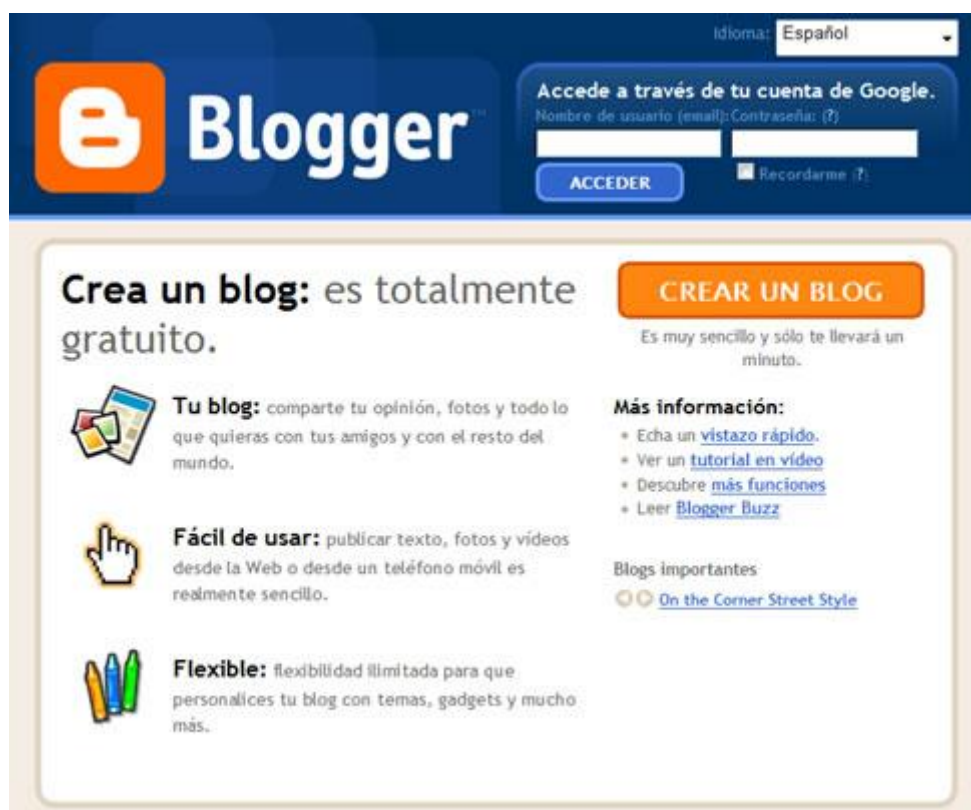 Idioma: Español
Blogger™
Accede a través de tu cuenta de Google.
Nombre de usuario (email): Contraseña: (?)
ACCEDER
Recordarme (?)
Crea un blog: es totalmente
gratuito.
CREAR UN BLOG
Es muy sencillo y sólo te llevará un
minuto.
Tu blog: comparte tu opinión, fotos y todo lo
que quieras con tus amigos y con el resto del
mundo.
Fácil de usar: publicar texto, fotos y vídeos
desde la Web o desde un teléfono móvil es
realmente sencillo.
Flexible: flexibilidad ilimitada para que
personalices tu blog con temas, gadgets y mucho
más.
Más información:
Echa un vistazo rápido.
Ver un tutorial en vídeo
Descubre más funciones
Leer Blogger Buzz
Blogs importantes
On the Corner Street Style